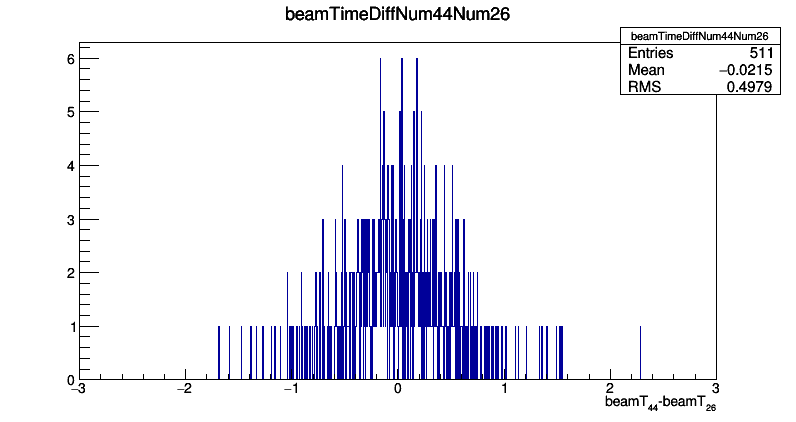 beamTimeDiffNum44Num26
beamTimeDiffNum44Num26
Entries 511
Mean −0.0215
RMS 0.4979
6
5
4
3
2
1
0
−3 −2 −1 0 1 2 3
beamT44-beamT26